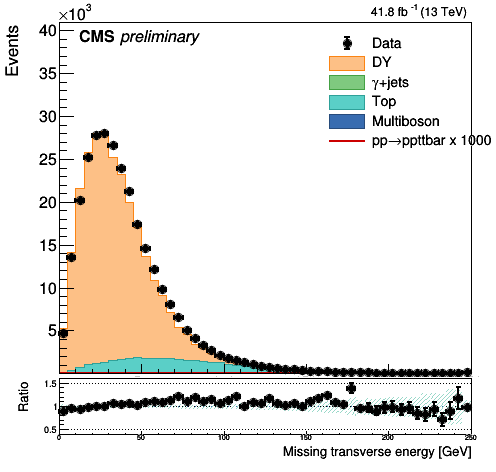 ×10³
41.8 fb⁻¹ (13 TeV)
CMS preliminary
Events
40
35
30
25
20
15
10
5
Data
DY
γ+jets
Top
Multiboson
pp→ppttbar x 1000
Ratio
1.5
1
0.5
0 50 100 150 200 250
Missing transverse energy [GeV]